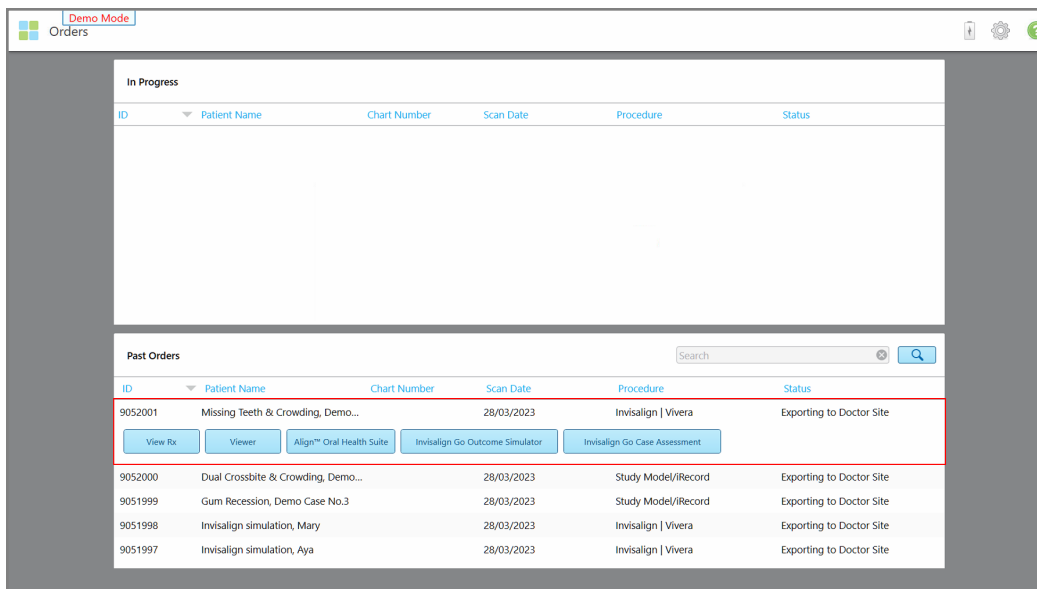 Demo Mode
Orders
?
In Progress
ID Patient Name Chart Number Scan Date Procedure Status
Past Orders Search
ID Patient Name Chart Number Scan Date Procedure Status
9052001 Missing Teeth & Crowding, Demo... 28/03/2023 Invisalign | Vivera Exporting to Doctor Site
View Rx Viewer Align™ Oral Health Suite Invisalign Go Outcome Simulator Invisalign Go Case Assessment
9052000 Dual Crossbite & Crowding, Demo... 28/03/2023 Study Model/iRecord Exporting to Doctor Site
9051999 Gum Recession, Demo Case No.3 28/03/2023 Study Model/iRecord Exporting to Doctor Site
9051998 Invisalign simulation, Mary 28/03/2023 Invisalign | Vivera Exporting to Doctor Site
9051997 Invisalign simulation, Aya 28/03/2023 Invisalign | Vivera Exporting to Doctor Site